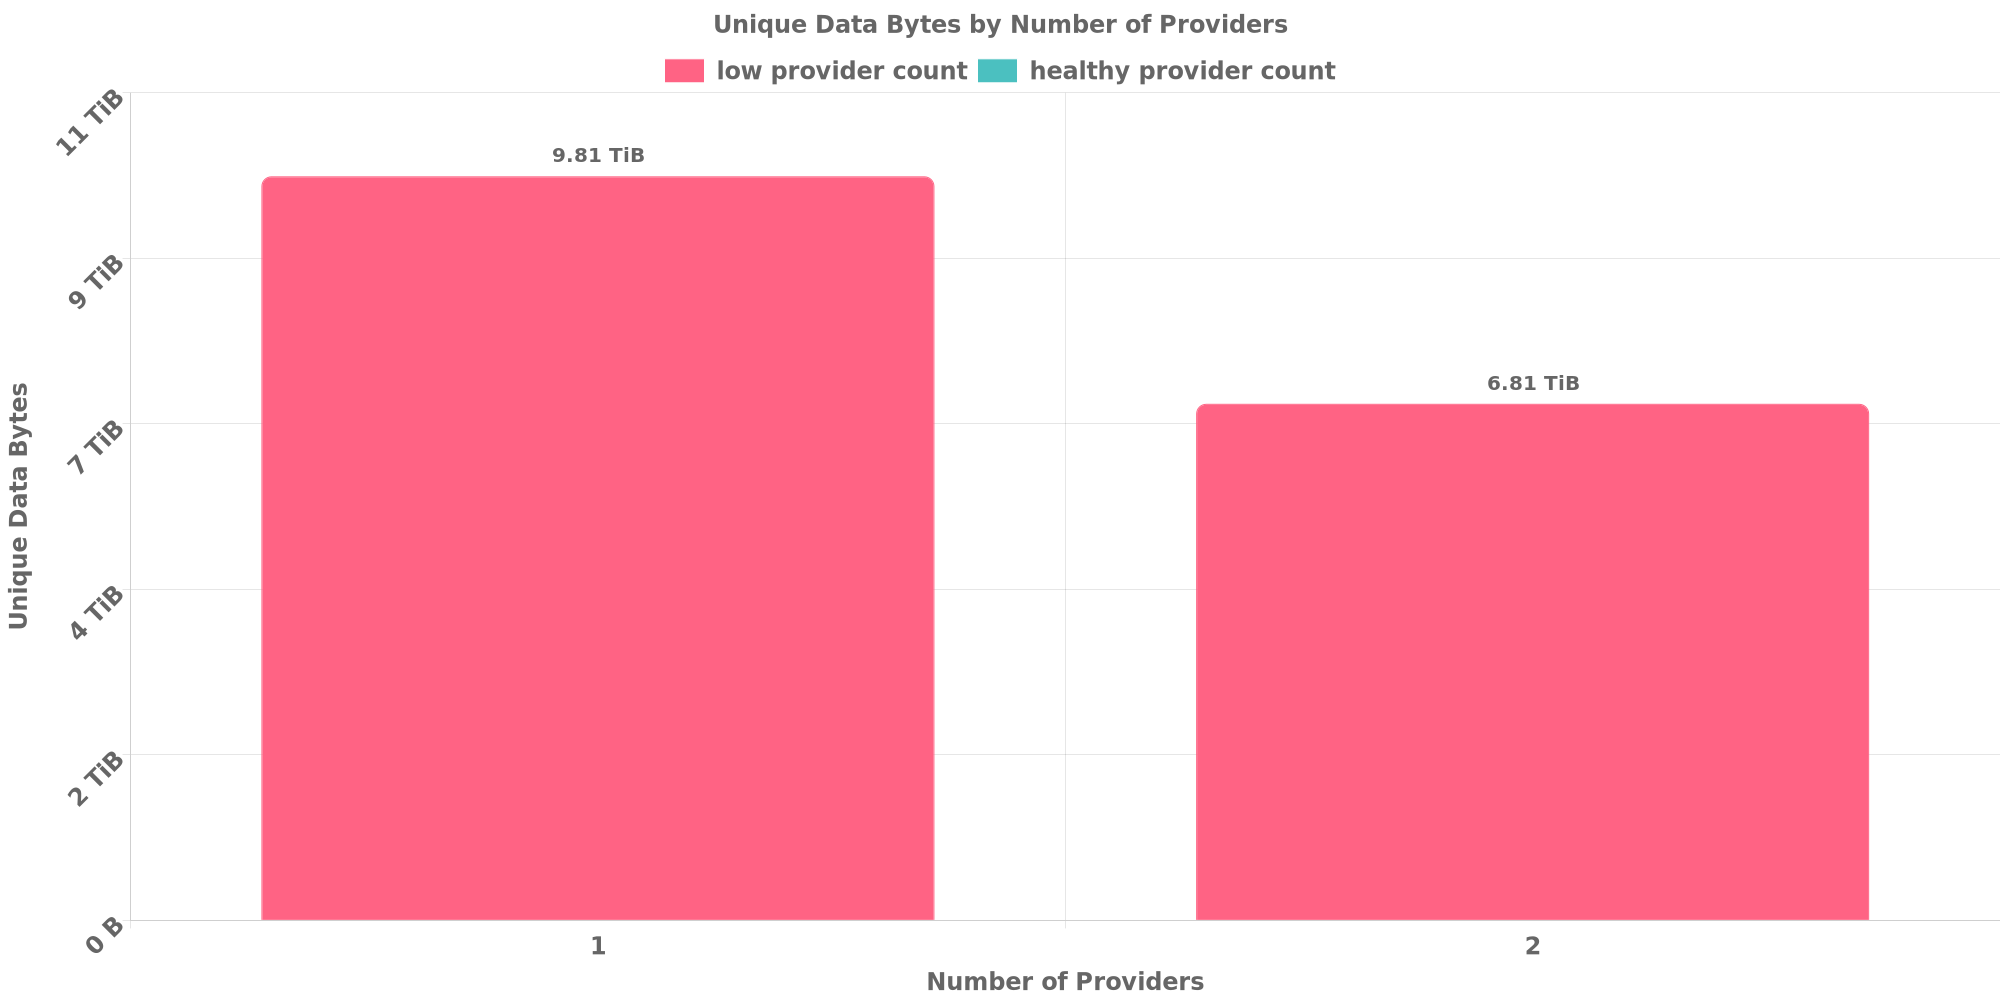 Unique Data Bytes by Number of Providers
low provider count
healthy provider count
11 TiB
9 TiB
7 TiB
4 TiB
2 TiB
0 B
Unique Data Bytes
9.81 TiB
6.81 TiB
1
2
Number of Providers